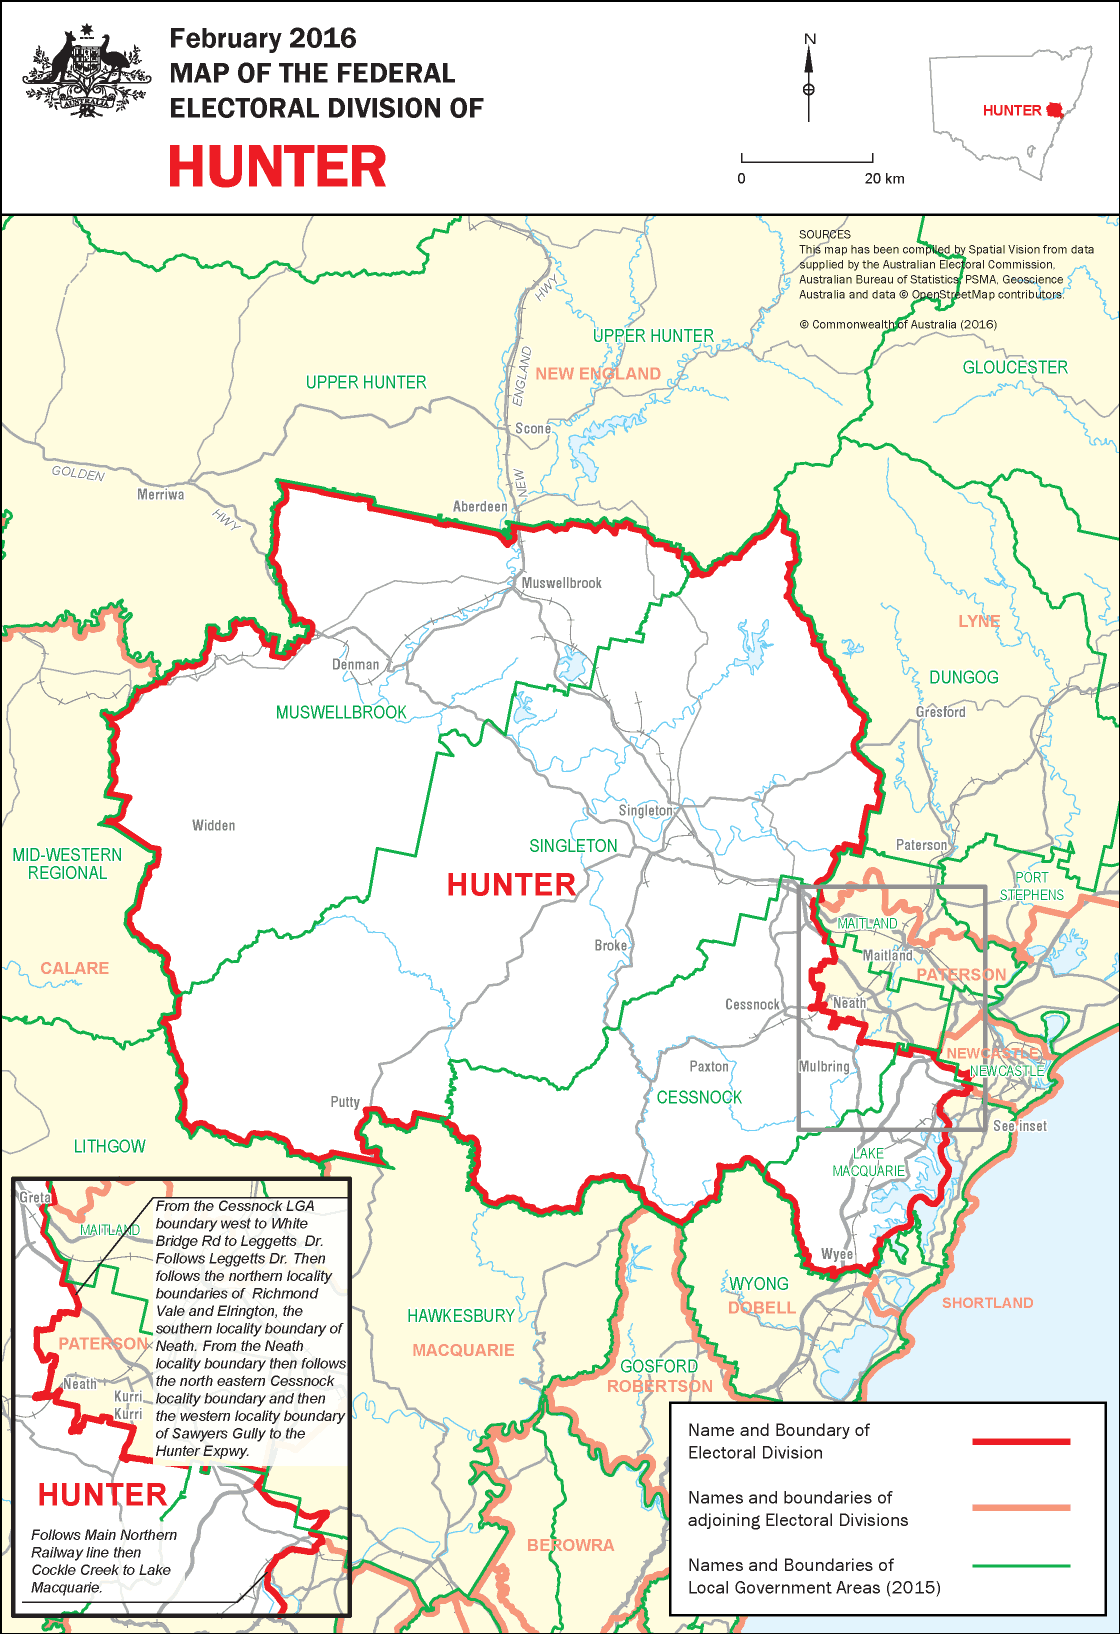 February 2016
MAP OF THE FEDERAL
ELECTORAL DIVISION OF
HUNTER
AUSTRALIA
N
0 20 km
HUNTER
SOURCES
This map has been compiled by Spatial Vision from data
supplied by the Australian Electoral Commission,
Australian Bureau of Statistics, PSMA, Geoscience
Australia and data © OpenStreetMap contributors.
© Commonwealth of Australia (2016)
HWY
UPPER HUNTER
NEW ENGLAND
UPPER HUNTER
GLOUCESTER
ENGLAND
Scone
GOLDEN
NEW
Merriwa
HWY
Aberdeen
Muswellbrook
LYNE
Denman
DUNGOG
MUSWELLBROOK
Gresford
Widden
Singleton
SINGLETON
Paterson
MID-WESTERN
REGIONAL
HUNTER
PORT
STEPHENS
MAITLAND
Broke
Maitland
CALARE
PATERSON
Cessnock
Neath
NEWCASTLE
NEWCASTLE
Paxton
Mulbring
Putty
CESSNOCK
See inset
LITHGOW
LAKE
MACQUARIE
Wyee
WYONG
DOBELL
SHORTLAND
HAWKESBURY
MACQUARIE
GOSFORD
ROBERTSON
BEROWRA
Greta
MAITLAND
PATERSON
Neath
Kurri
Kurri
From the Cessnock LGA
boundary west to White
Bridge Rd to Leggetts Dr.
Follows Leggetts Dr. Then
follows the northern locality
boundaries of Richmond
Vale and Elrington, the
southern locality boundary of
Neath. From the Neath
locality boundary then follows
the north eastern Cessnock
locality boundary and then
the western locality boundary
of Sawyers Gully to the
Hunter Expwy.
HUNTER
Follows Main Northern
Railway line then
Cockle Creek to Lake
Macquarie.
Name and Boundary of
Electoral Division
Names and boundaries of
adjoining Electoral Divisions
Names and Boundaries of
Local Government Areas (2015)